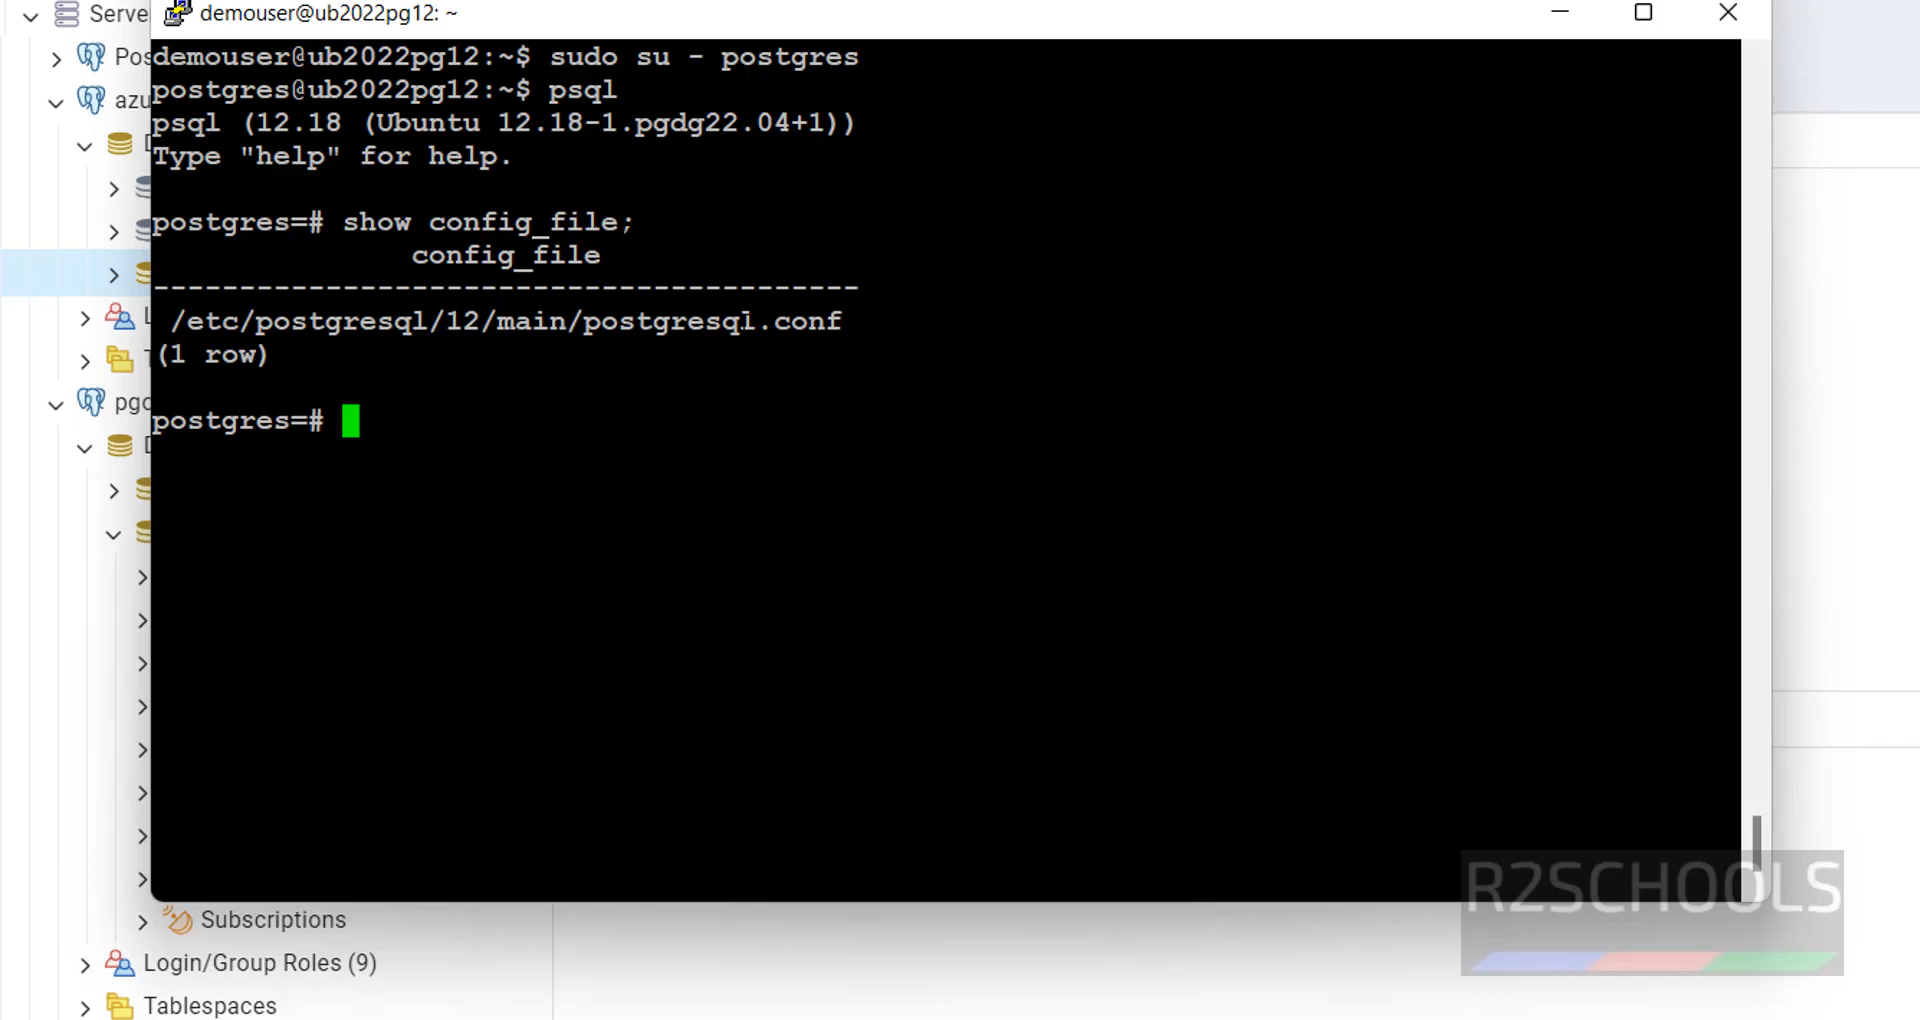 Serve
demouser@ub2022pg12: ~
Pos
azu
demouser@ub2022pg12:~$ sudo su - postgres
postgres@ub2022pg12:~$ psql
psql (12.18 (Ubuntu 12.18-1.pgdg22.04+1))
Type "help" for help.
postgres=# show config_file;
config_file
-----------------------------------------
/etc/postgresql/12/main/postgresql.conf
(1 row)
postgres=#
Subscriptions
Login/Group Roles (9)
Tablespaces
R2SCHOOLS